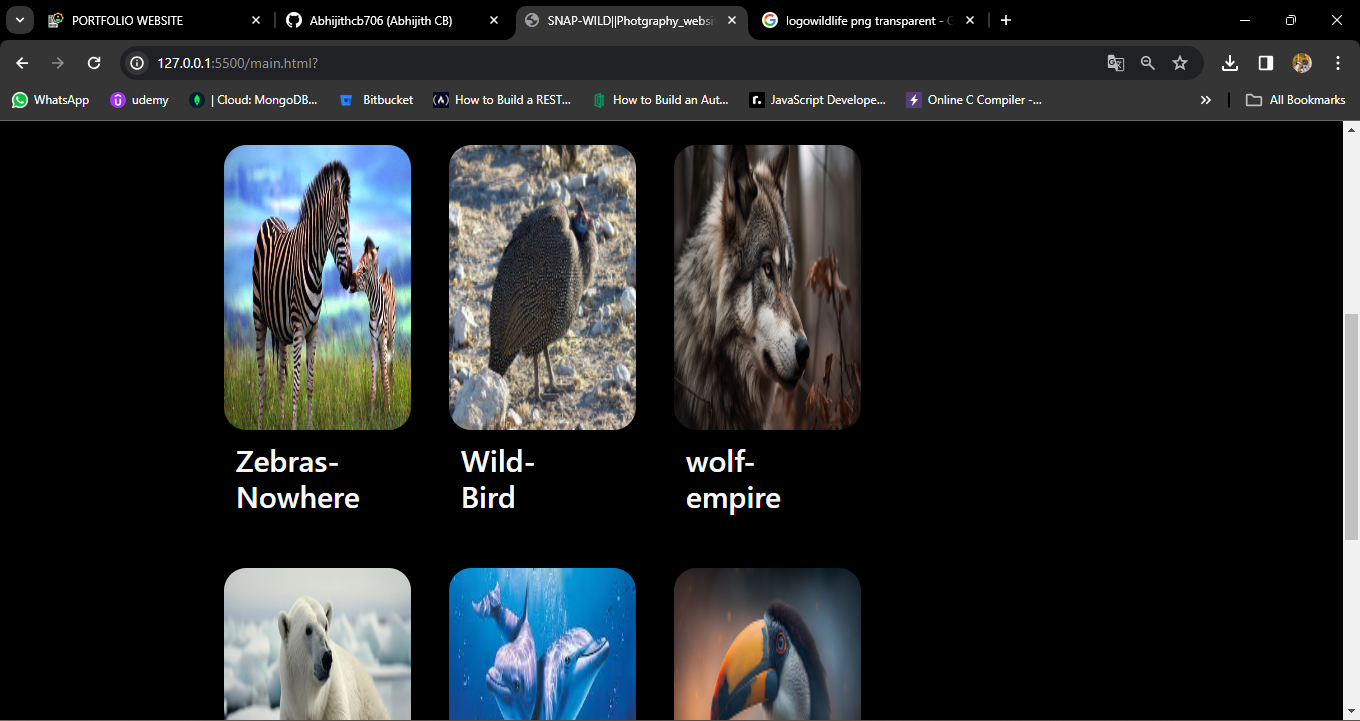 PORTFOLIO WEBSITE
Abhijithcb706 (Abhijith CB)
SNAP-WILD||Photgraphy_websi
logowildlife png transparent - G
127.0.0.1:5500/main.html?
WhatsApp
udemy
| Cloud: MongoDB...
Bitbucket
How to Build a REST...
How to Build an Aut...
r.
JavaScript Develope...
Online C Compiler -...
All Bookmarks
Zebras-
Nowhere
Wild-
Bird
wolf-
empire